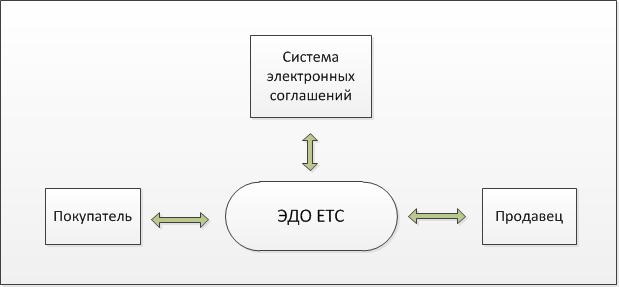 Система
электронных
соглашений
Покупатель
ЭДО ЕТС
Продавец